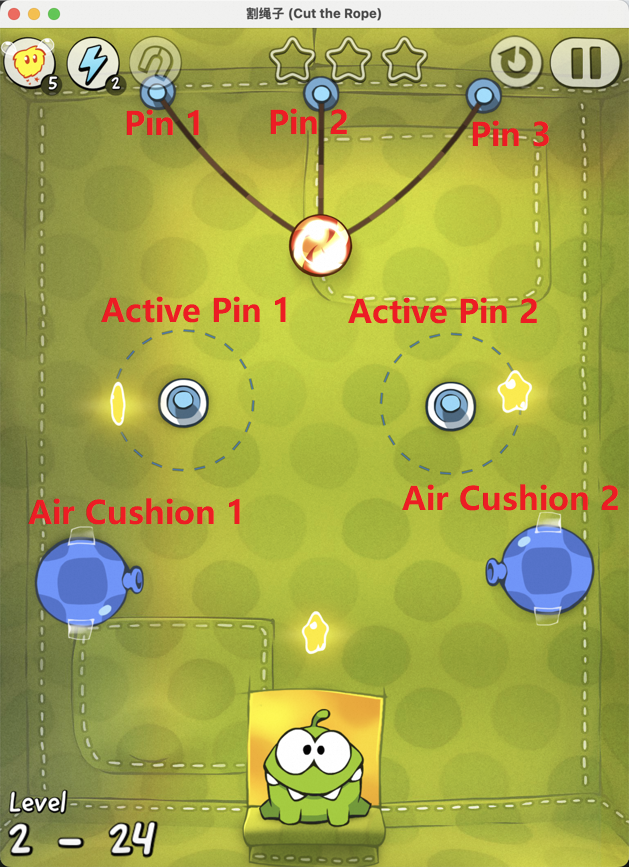 割绳子 (Cut the Rope)
5
2
Pin 1
Pin 2
Pin 3
Active Pin 1
Active Pin 2
Air Cushion 1
Air Cushion 2
Level
2 - 24